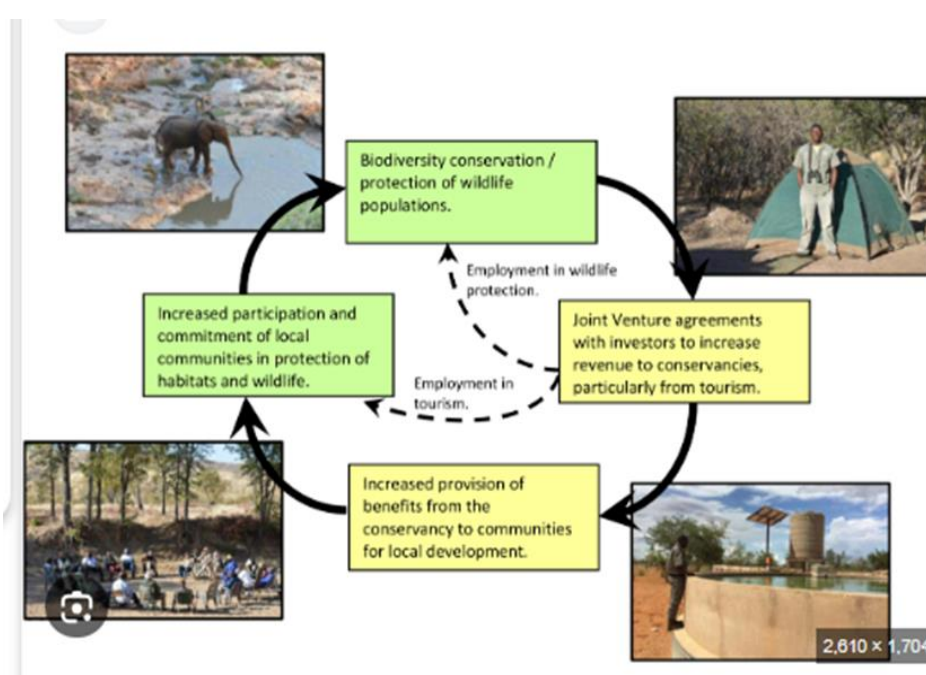 Biodiversity conservation /
protection of wildlife
populations.
Employment in wildlife
protection.
Increased participation and
commitment of local
communities in protection of
habitats and wildlife.
Joint Venture agreements
with investors to increase
revenue to conservancies,
particularly from tourism.
Employment in
tourism.
Increased provision of
benefits from the
conservancy to communities
for local development.
2,610 × 1,704